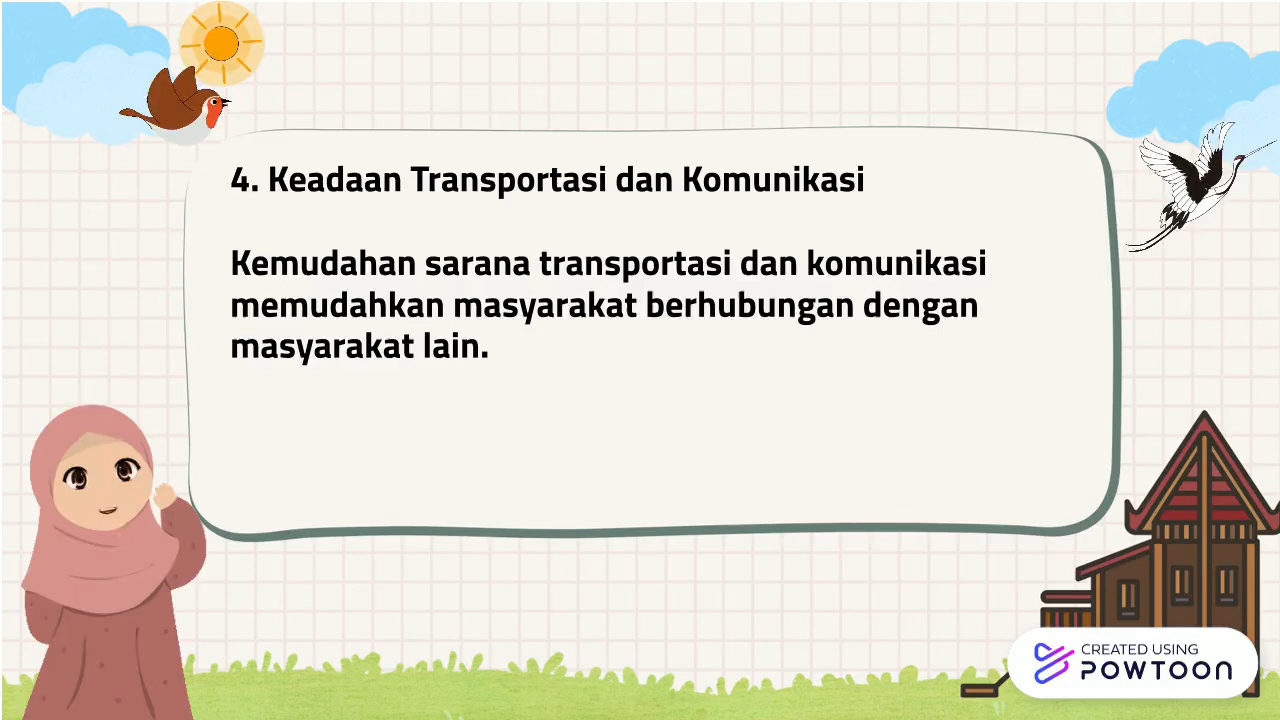 4. Keadaan Transportasi dan Komunikasi
Kemudahan sarana transportasi dan komunikasi
memudahkan masyarakat berhubungan dengan
masyarakat lain.
CREATED USING
POWTOON